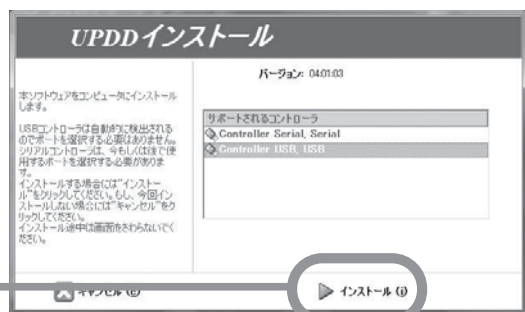 UPDDインストール
バージョン: 04.01.03
本ソフトウェアをコンピュータにインストール
します。
USBコントローラは自動的に検出される
のでポートを選択する必要はありません。
シリアルコントローラは、今もしくは後で使
用するポートを選択する必要がありま
す。
インストールする場合には"インストー
ル"をクリックしてください。もし、今回イン
ストールしない場合には"キャンセル"をク
リックしてください。
インストール途中は画面をさわらないでく
ださい。
サポートされるコントローラ
Controller Serial, Serial
Controller USB, USB
キャンセル (c)
インストール (i)